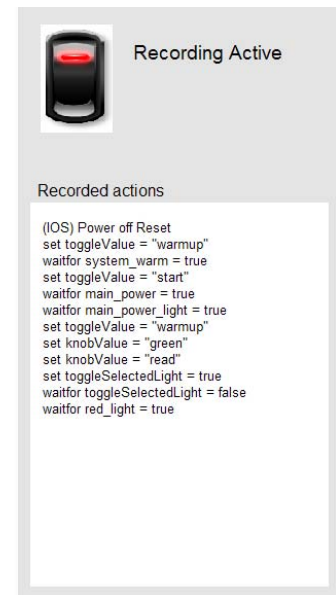 Recording Active
Recorded actions
(IOS) Power off Reset
set toggleValue = "warmup"
waitfor system_warm = true
set toggleValue = "start"
waitfor main_power = true
waitfor main_power_light = true
set toggleValue = "warmup"
set knobValue = "green"
set knobValue = "read"
set toggleSelectedLight = true
waitfor toggleSelectedLight = false
waitfor red_light = true